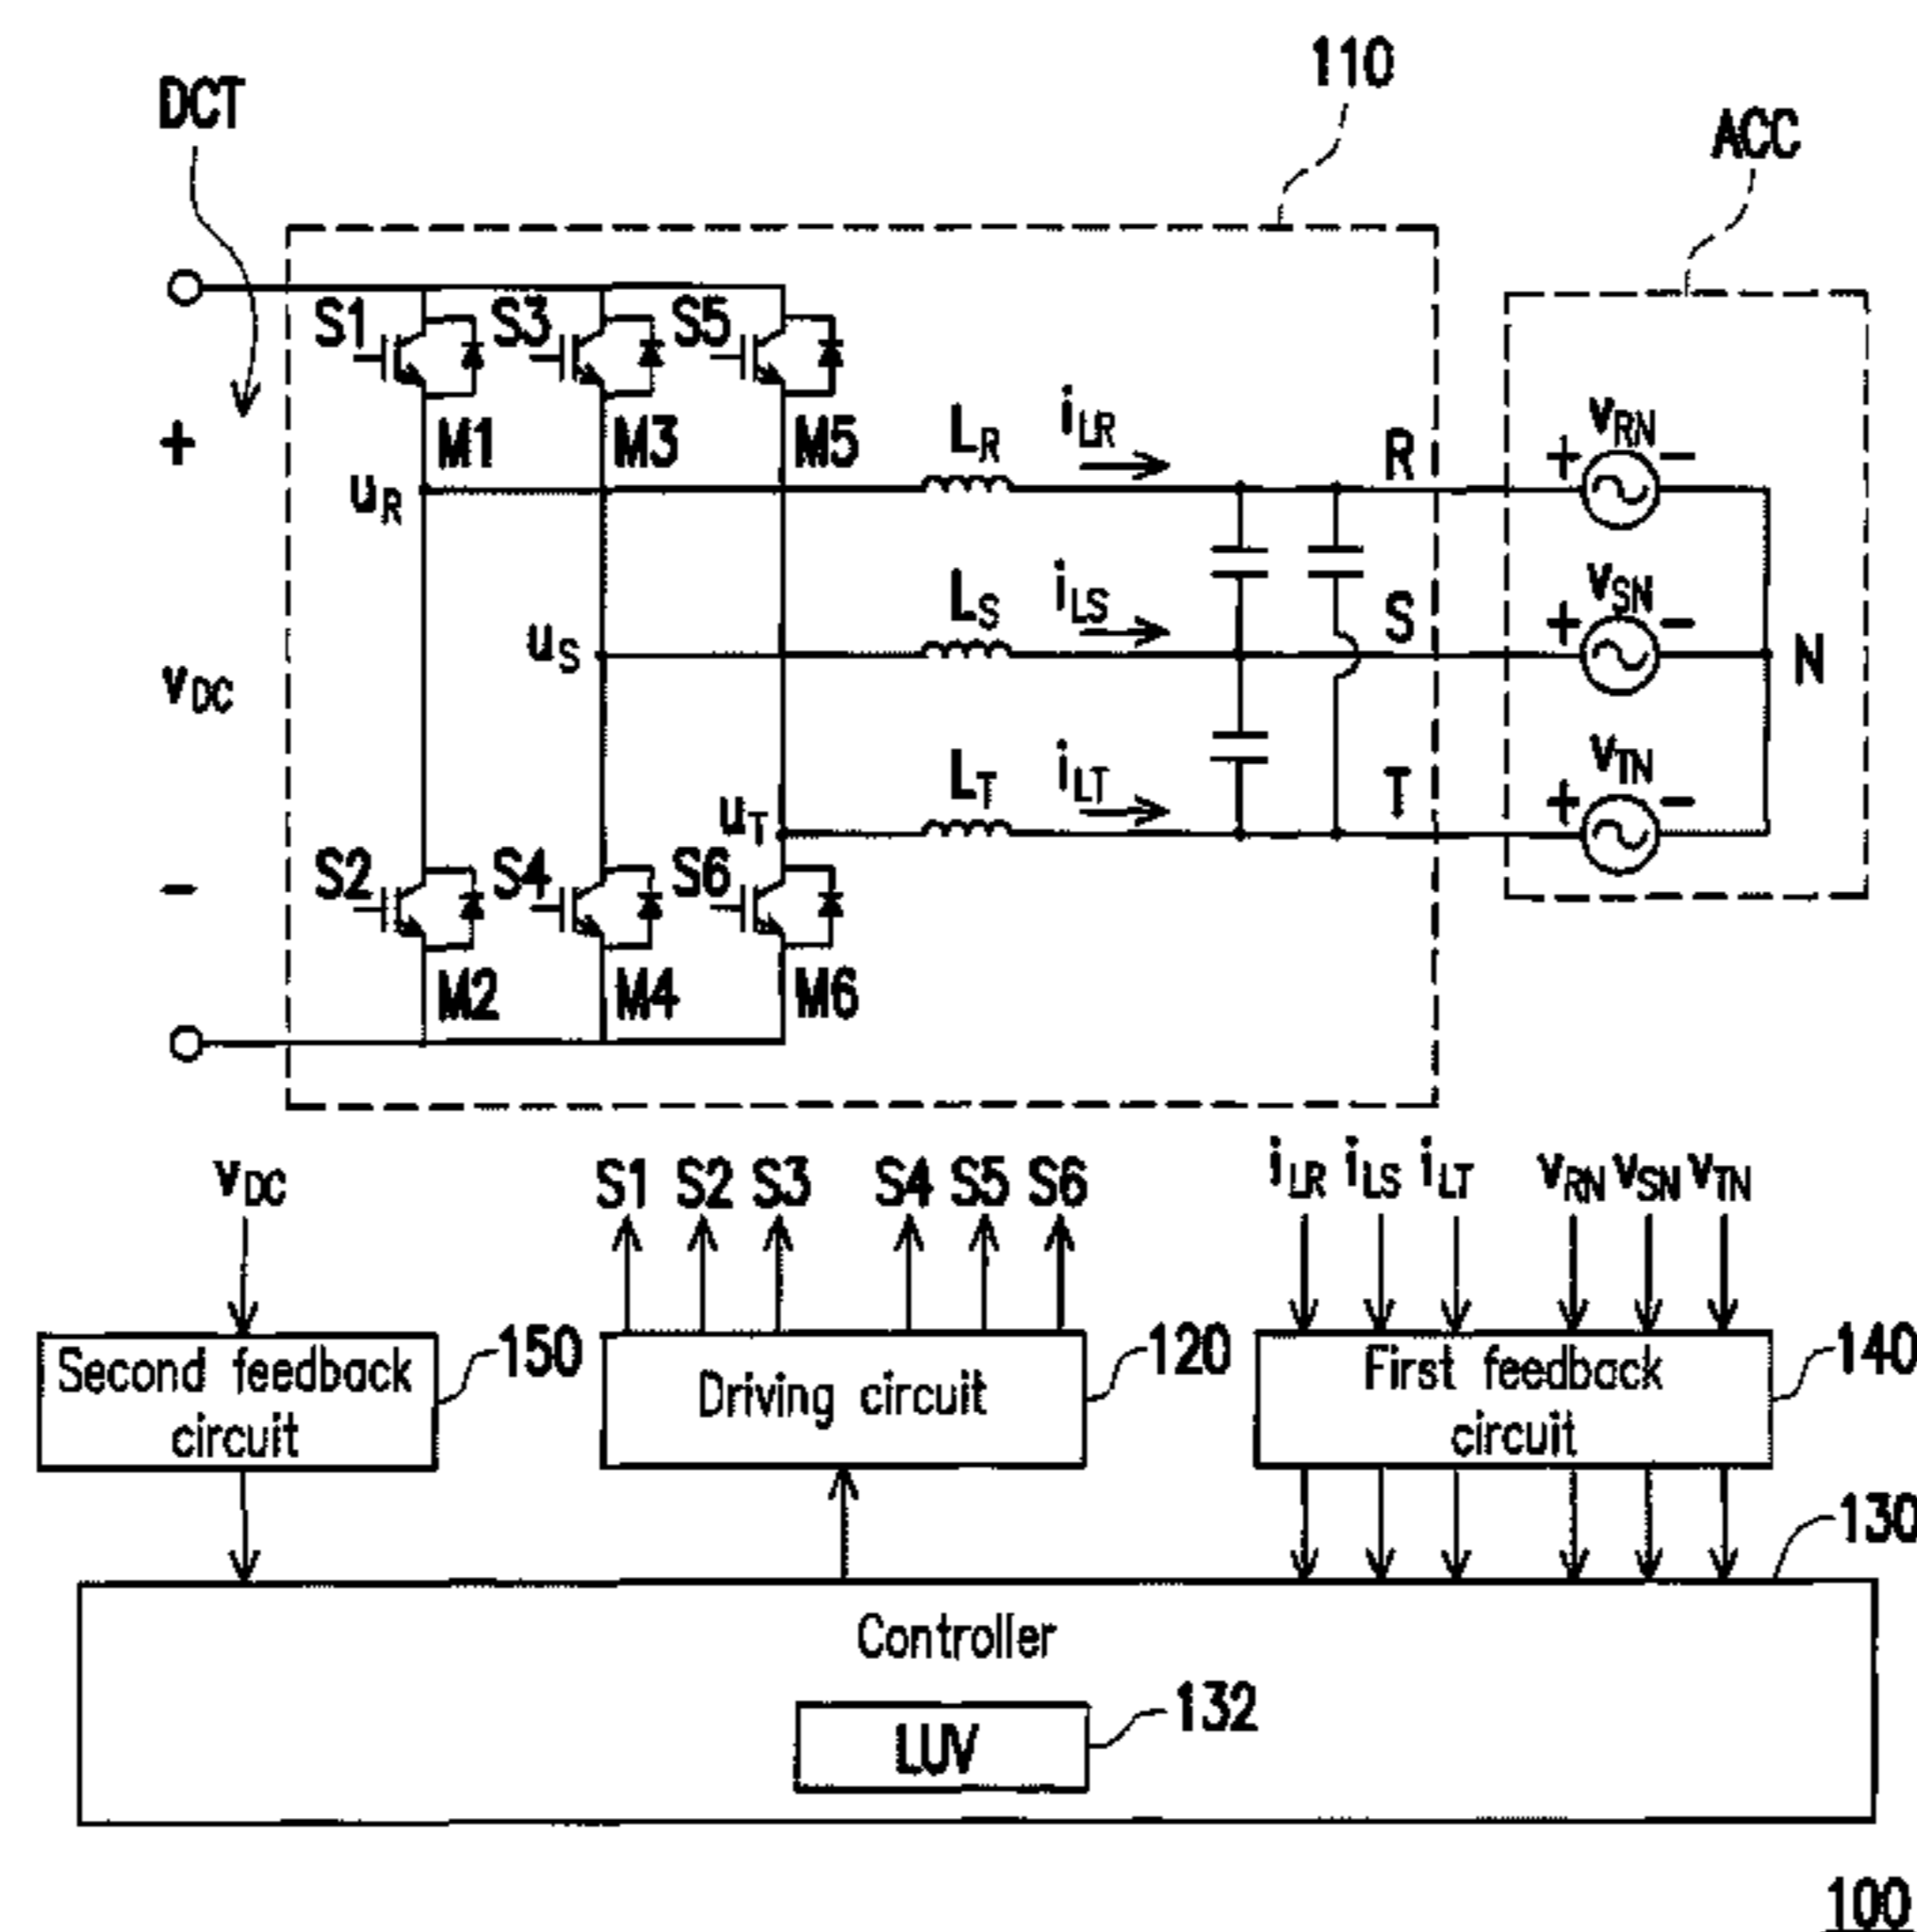 110
DCT
ACC
S1 S3 S5
+
M1 M3 M5
uR
LR iLR R
+ vRN -
uS
LS iLS S
+ vSN -
N
vDC
uT
LT iLT T
+ vTN -
-
S2 S4 S6
M2 M4 M6
vDC
S1 S2 S3 S4 S5 S6
iLR iLS iLT vRN vSN vTN
Second feedback
circuit
150
Driving circuit
120
First feedback
circuit
140
130
Controller
LUV
132
100